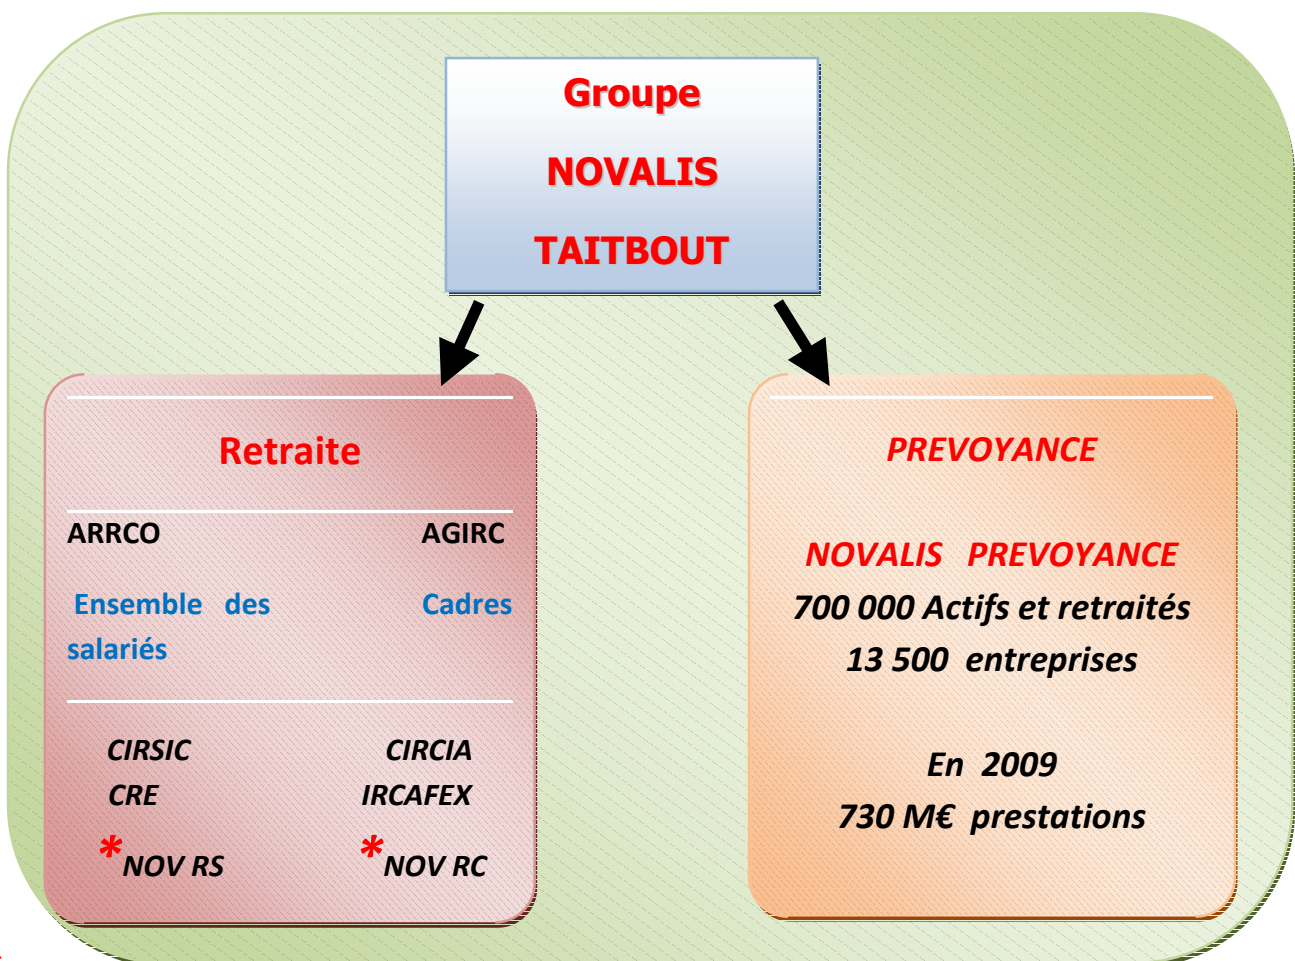 Groupe
NOVALIS
TAITBOUT
Retraite
ARRCO AGIRC
Ensemble des Cadres
salariés
CIRSIC CIRCIA
CRE IRCAFEX
*NOV RS *NOV RC
PREVOYANCE
NOVALIS PREVOYANCE
700 000 Actifs et retraités
13 500 entreprises
En 2009
730 M€ prestations